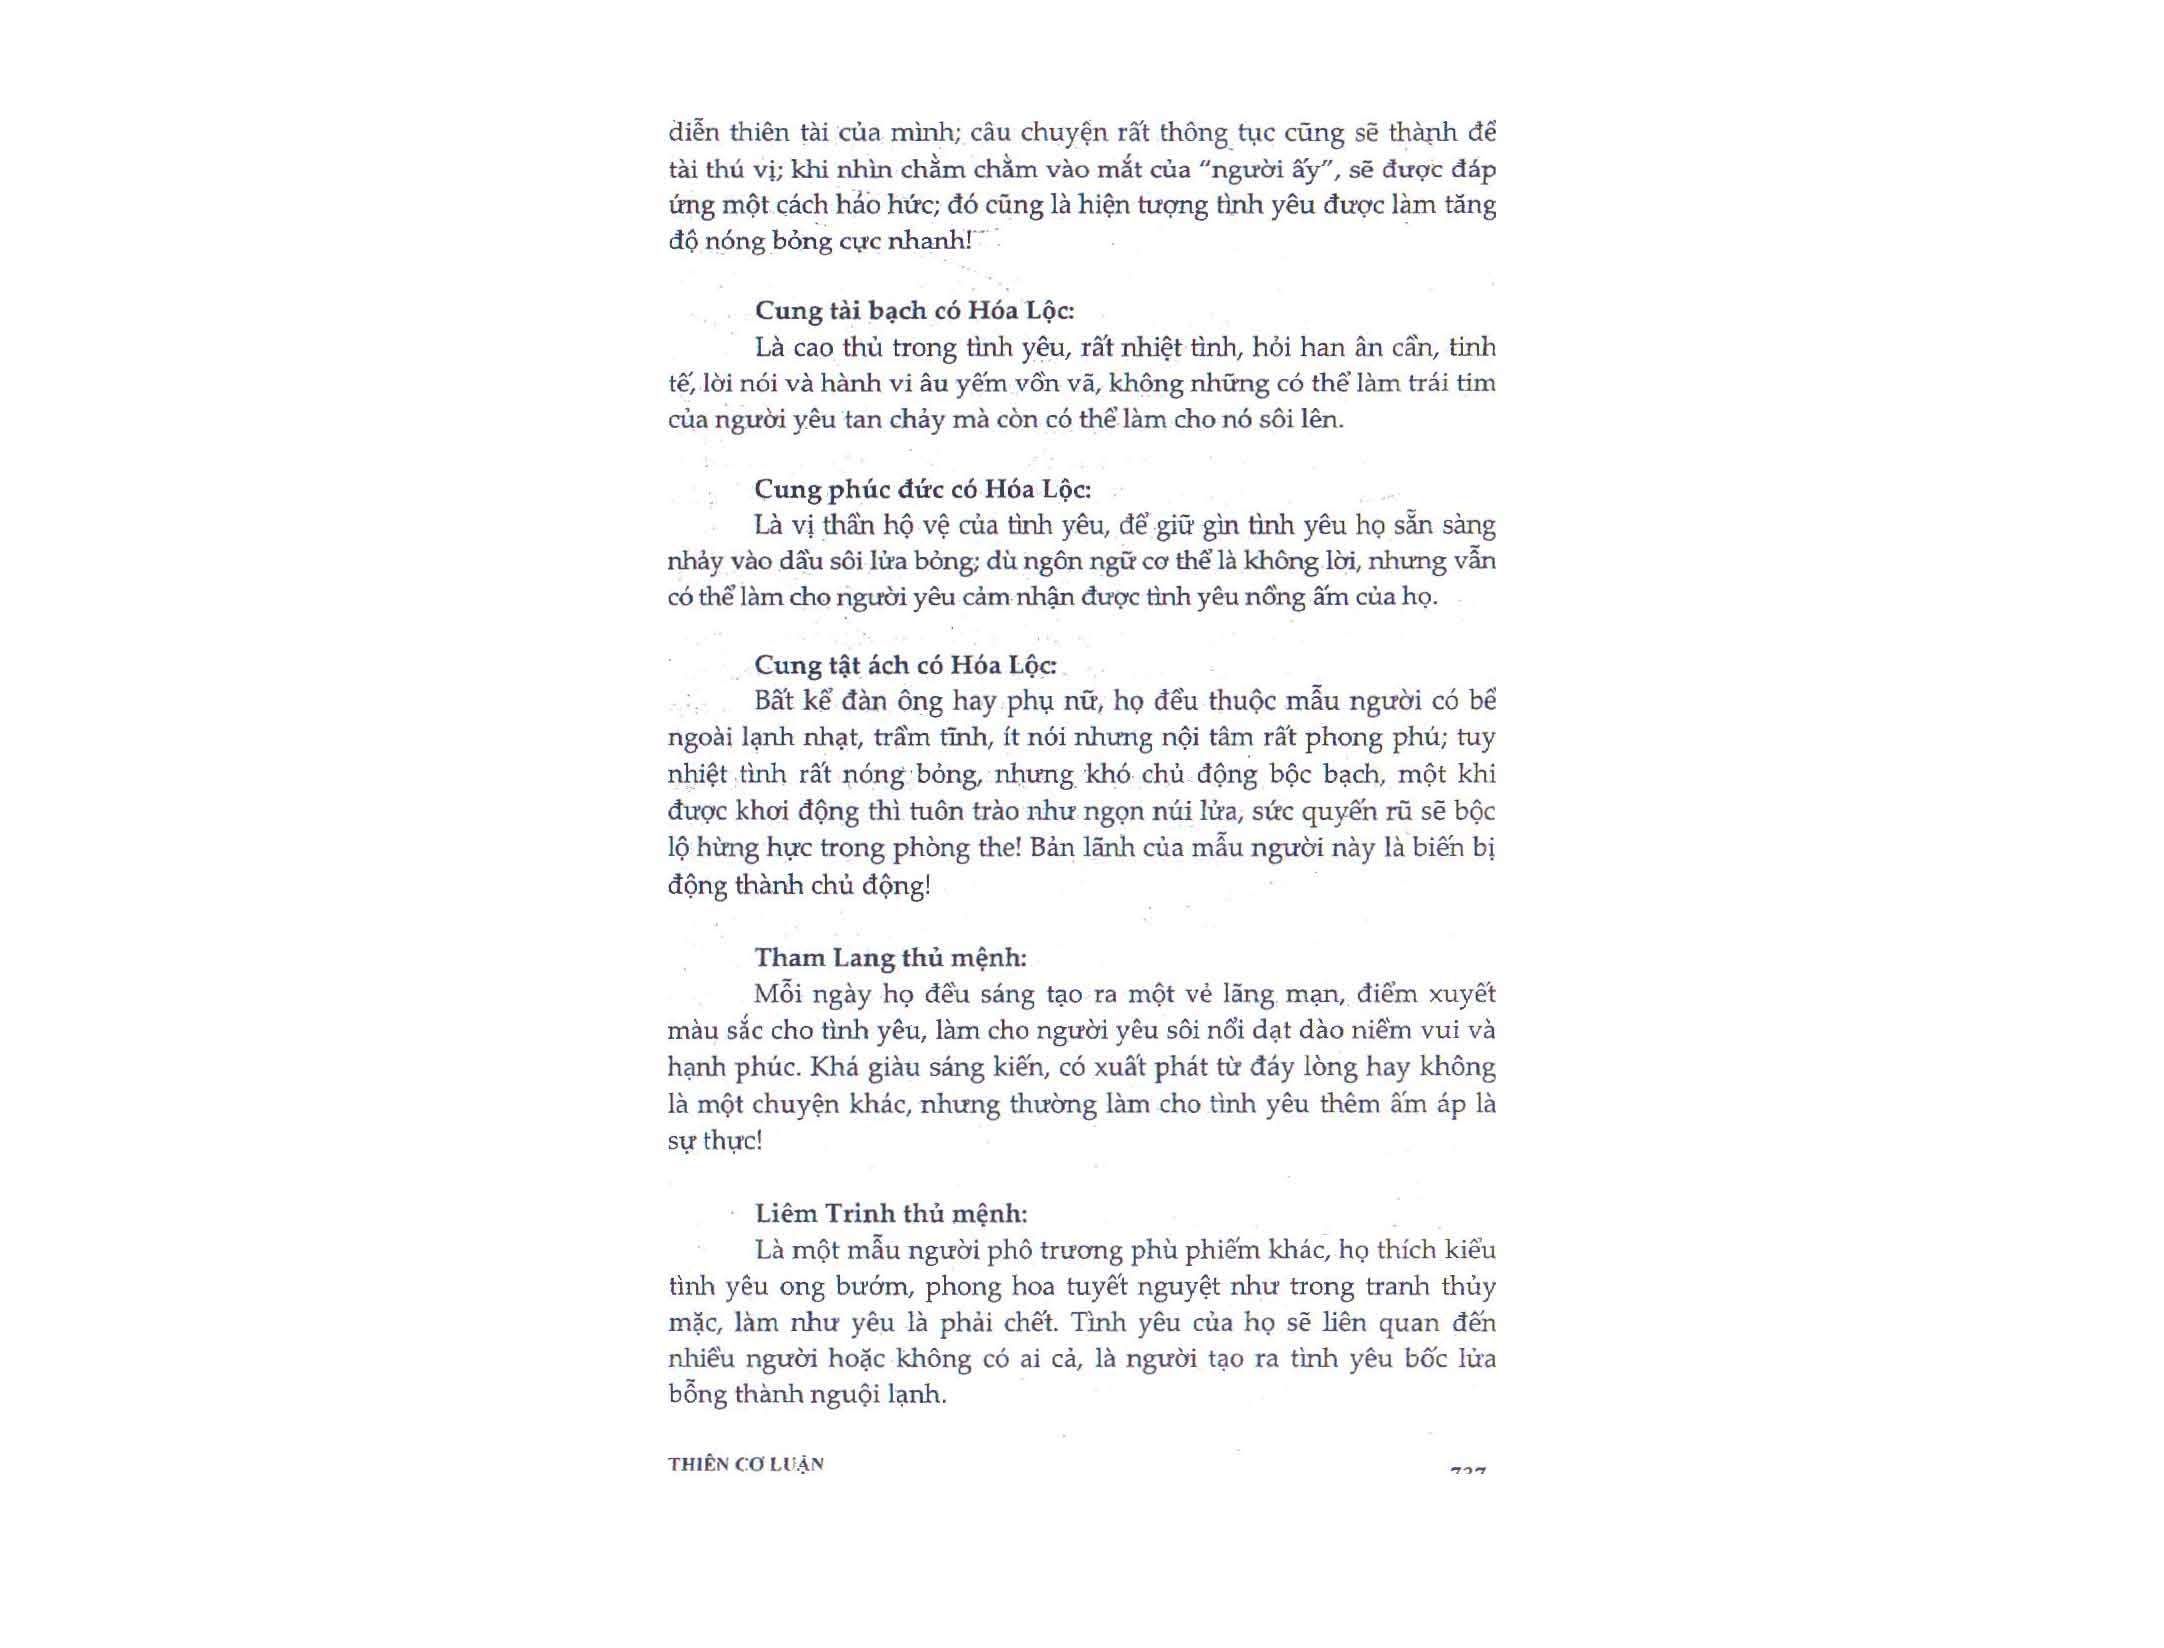 diễn thiên tài của mình; câu chuyện rất thông tục cũng sẽ thành đề
tài thú vị; khi nhìn chằm chằm vào mắt của "người ấy", sẽ được đáp
ứng một cách háo hức; đó cũng là hiện tượng tình yêu được làm tăng
độ nóng bỏng cực nhanh!
Cung tài bạch có Hóa Lộc:
Là cao thủ trong tình yêu, rất nhiệt tình, hỏi han ân cần, tinh
tế, lời nói và hành vi âu yếm vồn vã, không những có thể làm trái tim
của người yêu tan chảy mà còn có thể làm cho nó sôi lên.
Cung phúc đức có Hóa Lộc:
Là vị thần hộ vệ của tình yêu, để giữ gìn tình yêu họ sẵn sàng
nhảy vào dầu sôi lửa bỏng; dù ngôn ngữ cơ thể là không lời, nhưng vẫn
có thể làm cho người yêu cảm nhận được tình yêu nồng ấm của họ.
Cung tật ách có Hóa Lộc:
Bất kể đàn ông hay phụ nữ, họ đều thuộc mẫu người có bề
ngoài lạnh nhạt, trầm tĩnh, ít nói nhưng nội tâm rất phong phú; tuy
nhiệt tình rất nóng bỏng, nhưng khó chủ động bộc bạch, một khi
được khơi động thì tuôn trào như ngọn núi lửa, sức quyến rũ sẽ bộc
lộ hừng hực trong phòng the! Bản lãnh của mẫu người này là biến bị
động thành chủ động!
Tham Lang thủ mệnh:
Mỗi ngày họ đều sáng tạo ra một vẻ lãng mạn, điểm xuyết
màu sắc cho tình yêu, làm cho người yêu sôi nổi dạt dào niềm vui và
hạnh phúc. Khá giàu sáng kiến, có xuất phát từ đáy lòng hay không
là một chuyện khác, nhưng thường làm cho tình yêu thêm ấm áp là
sự thực!
Liêm Trinh thủ mệnh:
Là một mẫu người phô trương phù phiếm khác, họ thích kiểu
tình yêu ong bướm, phong hoa tuyết nguyệt như trong tranh thủy
mặc, làm như yêu là phải chết. Tình yêu của họ sẽ liên quan đến
nhiều người hoặc không có ai cả, là người tạo ra tình yêu bốc lửa
bỗng thành nguội lạnh.
THIÊN CƠ LUẬN